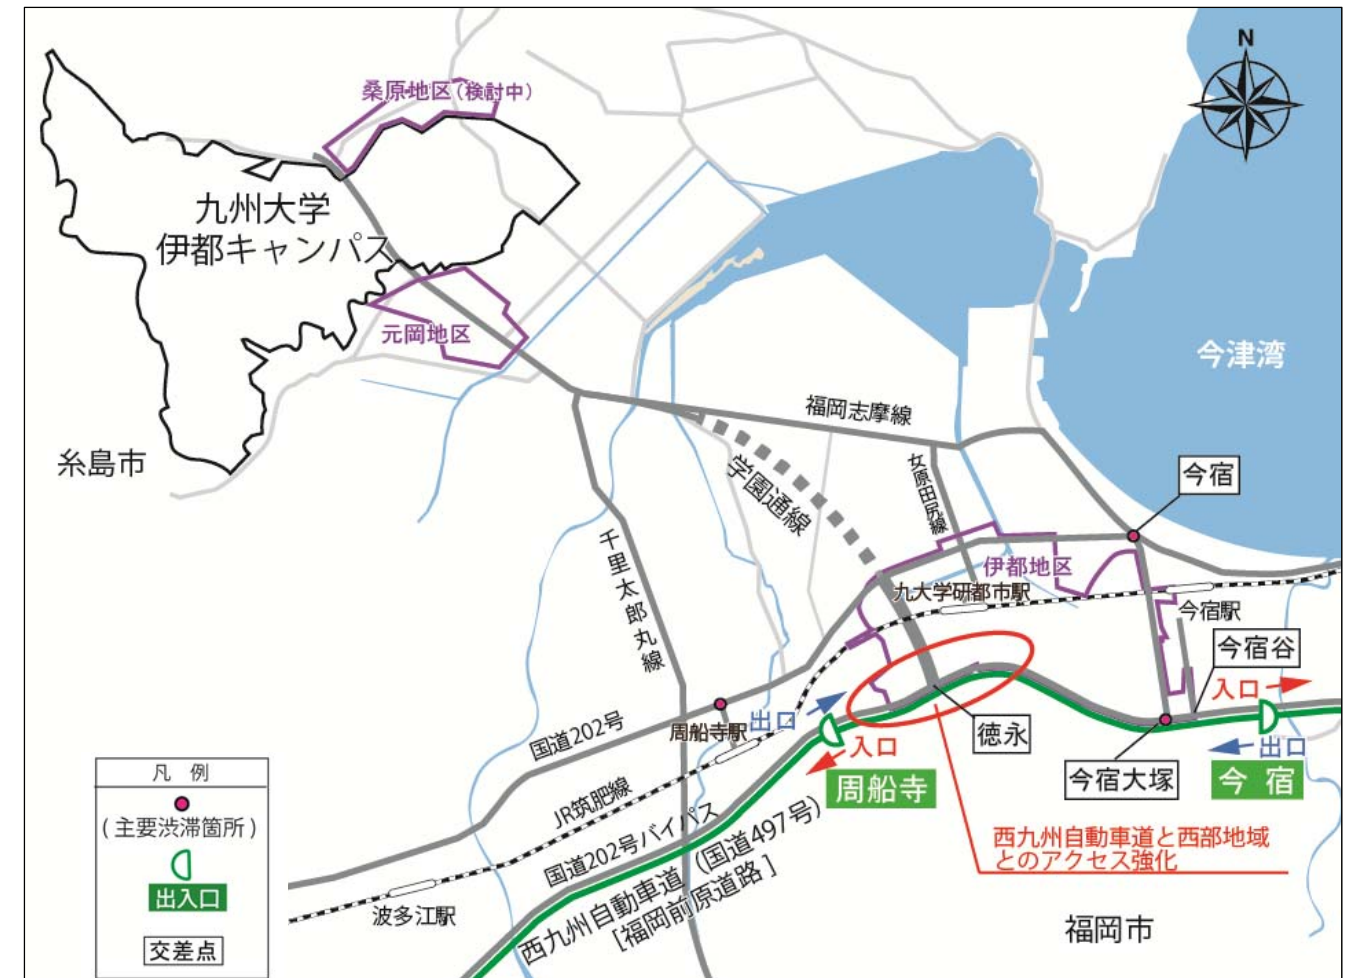 N
桑原地区(検討中)
九州大学
伊都キャンパス
元岡地区
今津湾
糸島市
福岡志摩線
学園通線
女原田尻線
今宿
千里太郎丸線
伊都地区
九大学研都市駅
今宿駅
今宿谷
入口
国道202号
周船寺駅
出口
入口
徳永
出口
周船寺
今宿大塚
今宿
JR筑肥線
国道202号バイパス
西九州自動車道(国道497号)
[福岡前原道路]
西九州自動車道と西部地域
とのアクセス強化
波多江駅
福岡市
凡 例
(主要渋滞箇所)
出入口
交差点